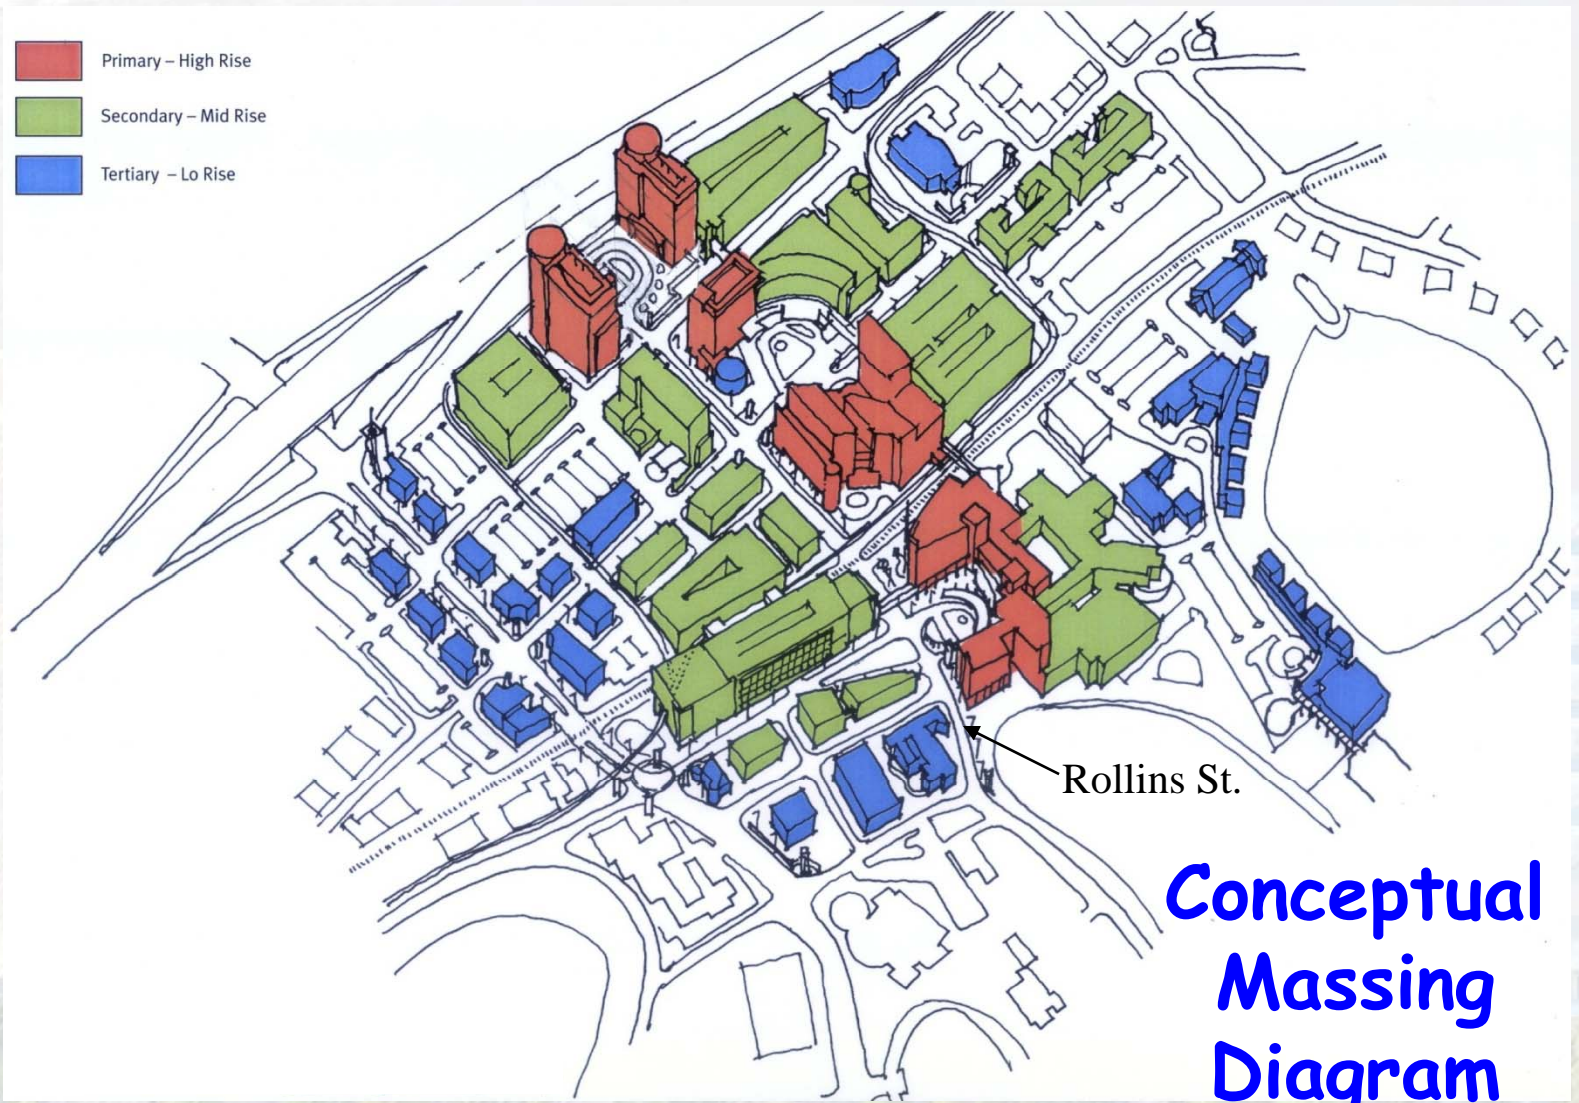 Primary – High Rise
Secondary – Mid Rise
Tertiary – Lo Rise
Rollins St.
Conceptual
Massing
Diagram